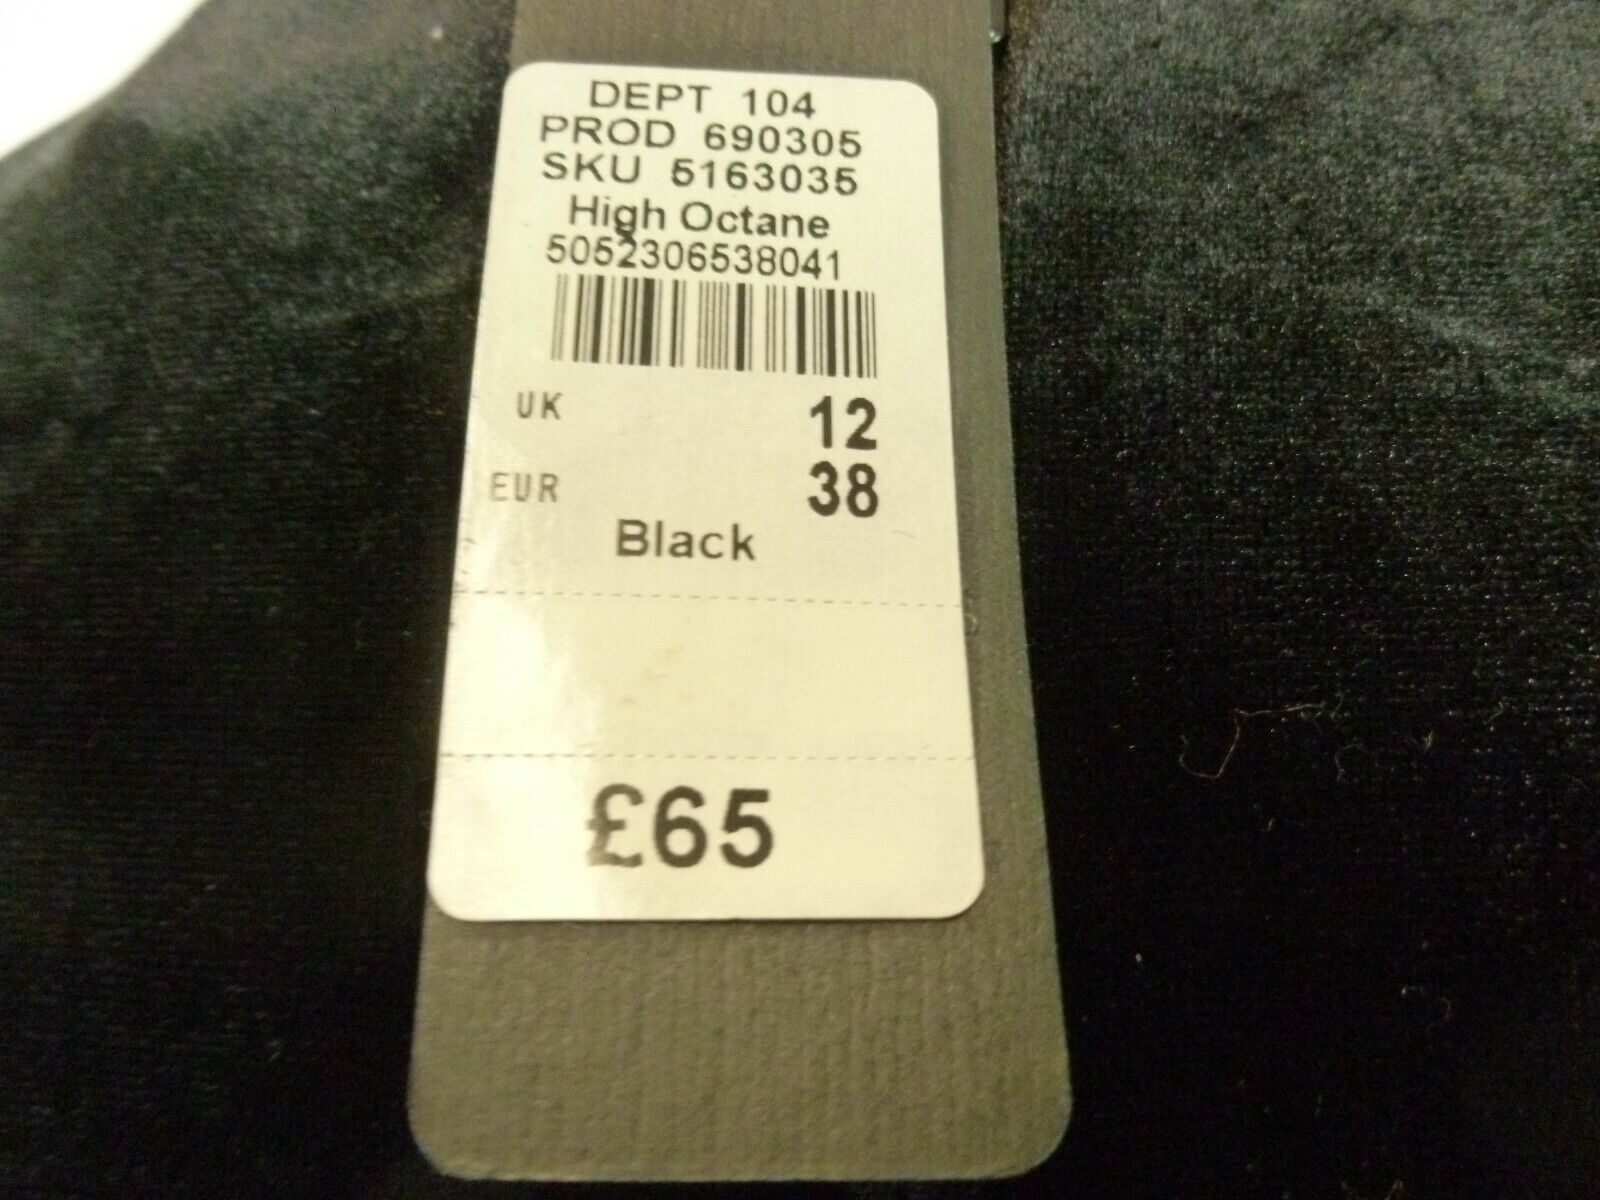 DEPT 104
PROD 690305
SKU 5163035
High Octane
5052306538041
UK 12
EUR 38
Black
£65